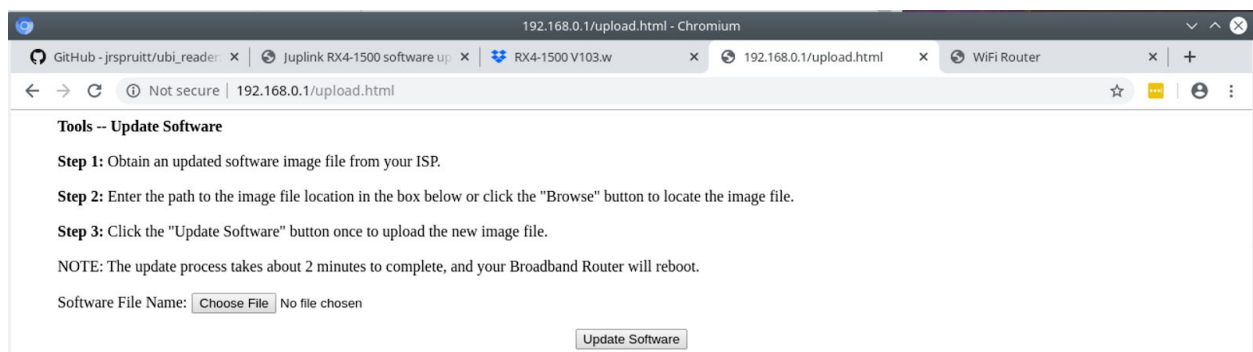 192.168.0.1/upload.html - Chromium
GitHub - jrspruitt/ubi_reader
Juplink RX4-1500 software up
RX4-1500 V103.w
192.168.0.1/upload.html
WiFi Router
Not secure | 192.168.0.1/upload.html
Tools -- Update Software
Step 1: Obtain an updated software image file from your ISP.
Step 2: Enter the path to the image file location in the box below or click the "Browse" button to locate the image file.
Step 3: Click the "Update Software" button once to upload the new image file.
NOTE: The update process takes about 2 minutes to complete, and your Broadband Router will reboot.
Software File Name: Choose File No file chosen
Update Software